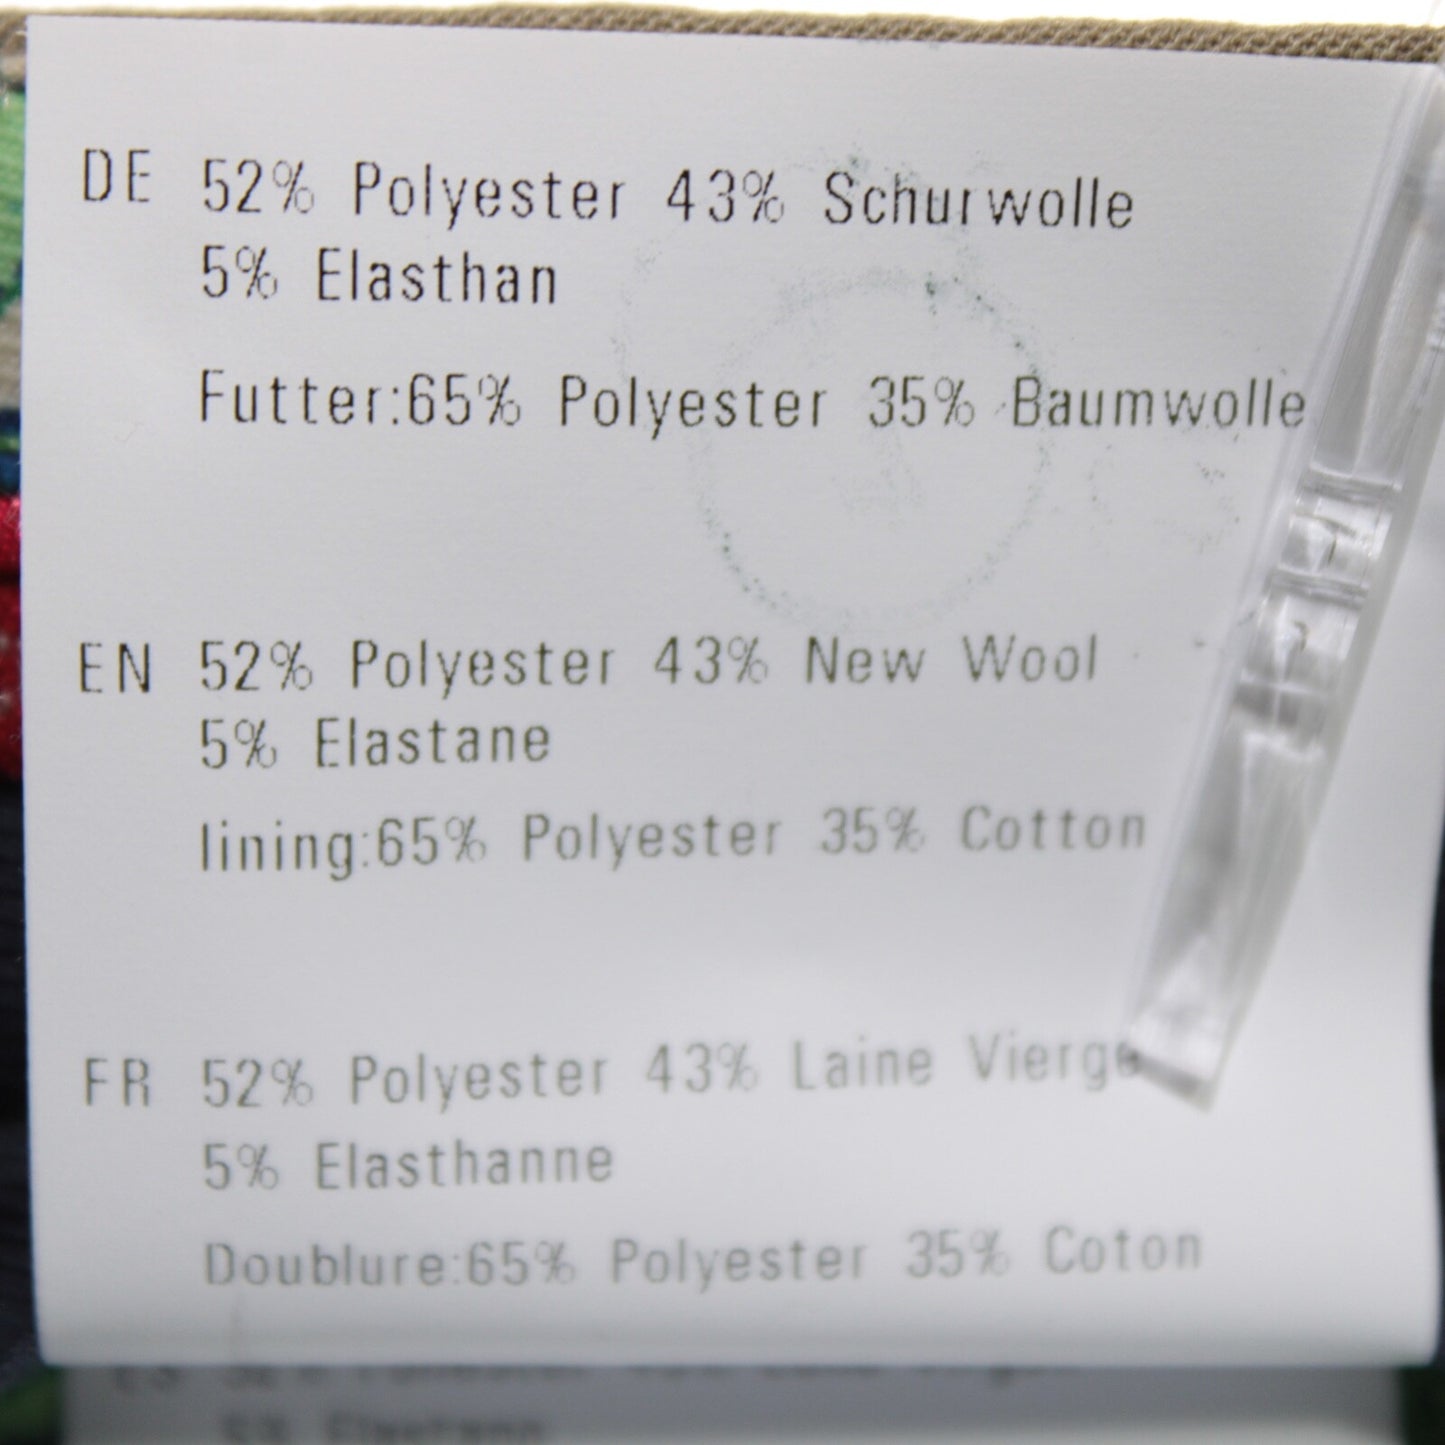 DE 52% Polyester 43% Schurwolle
5% Elasthan
Futter:65% Polyester 35% Baumwolle
EN 52% Polyester 43% New Wool
5% Elastane
lining:65% Polyester 35% Cotton
FR 52% Polyester 43% Laine Vierge
5% Elasthanne
Doublure:65% Polyester 35% Coton